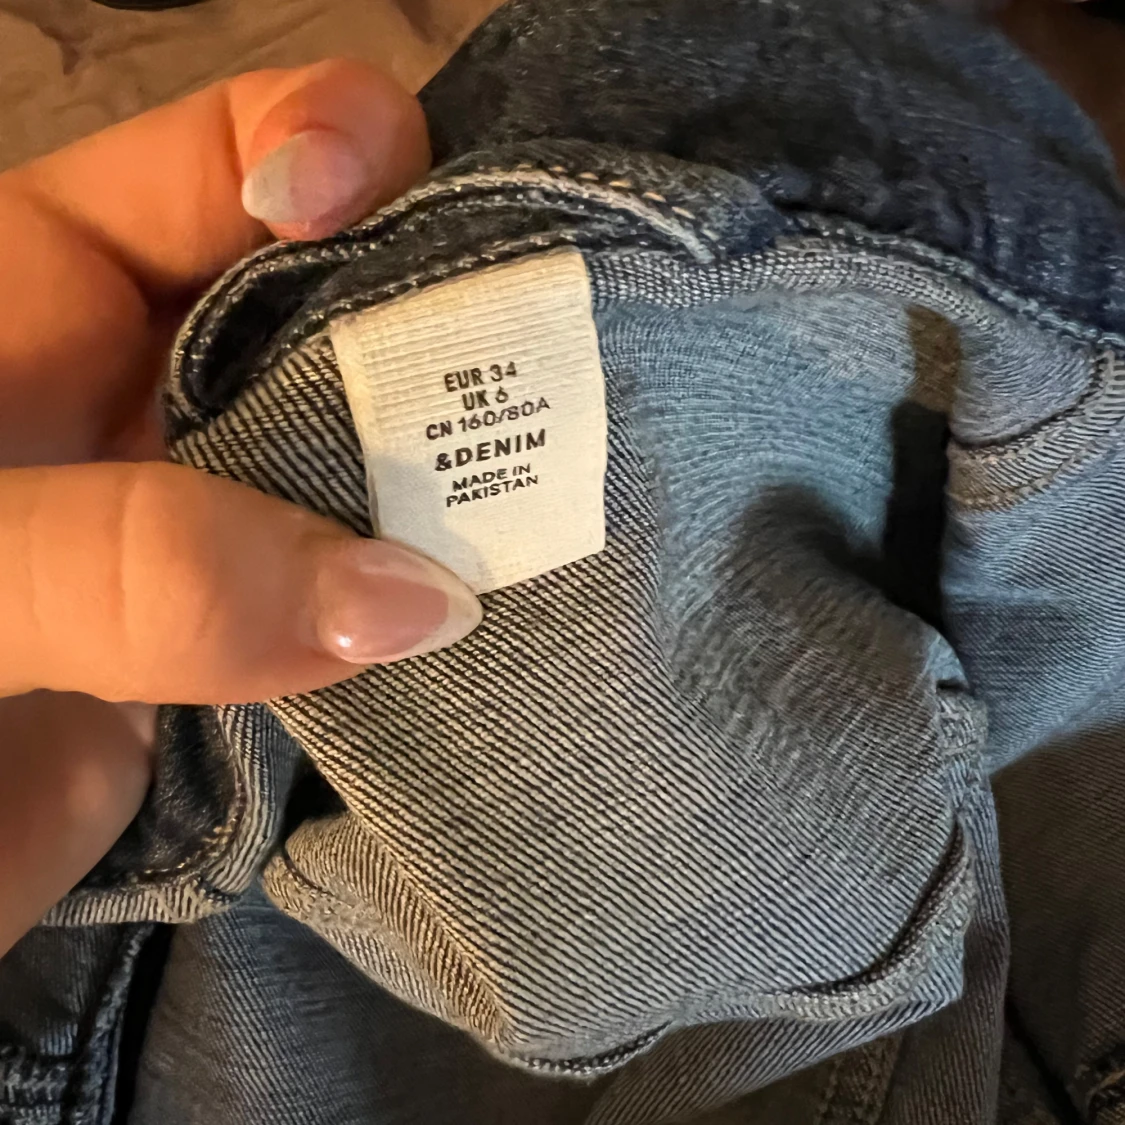 EUR 34
UK 6
CN 160/80A
&DENIM
MADE IN
PAKISTAN